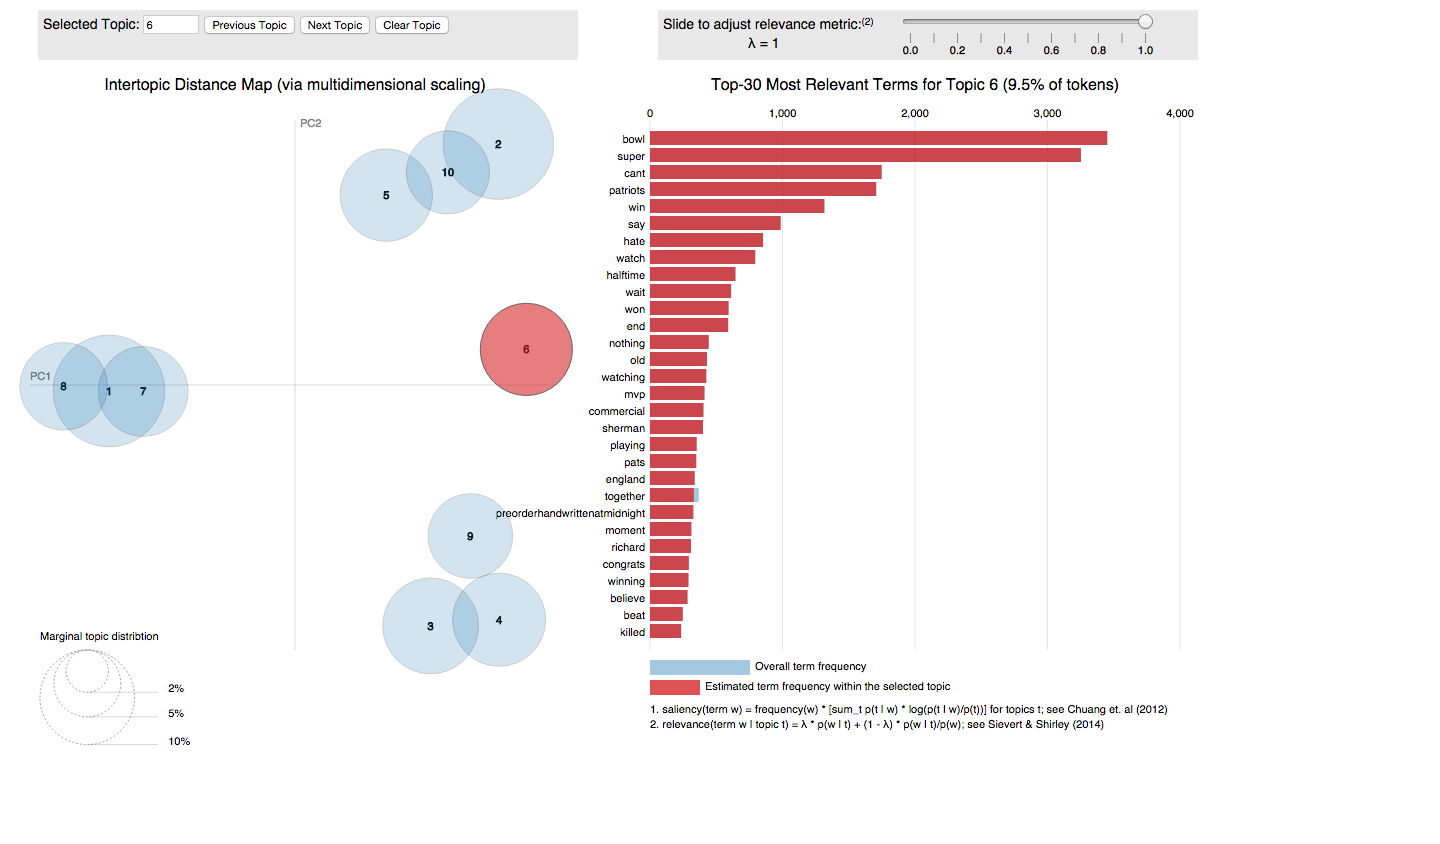 Selected Topic: 6 Previous Topic Next Topic Clear Topic
Slide to adjust relevance metric:(2)
λ = 1
0.0 0.2 0.4 0.6 0.8 1.0
Intertopic Distance Map (via multidimensional scaling)
PC2
PC1
2
10
5
6
8
1
7
9
3
4
Marginal topic distribtion
2%
5%
10%
Top-30 Most Relevant Terms for Topic 6 (9.5% of tokens)
0 1,000 2,000 3,000 4,000
bowl
super
cant
patriots
win
say
hate
watch
halftime
wait
won
end
nothing
old
watching
mvp
commercial
sherman
playing
pats
england
together
preorderhandwrittenatmidnight
moment
richard
congrats
winning
believe
beat
killed
Overall term frequency
Estimated term frequency within the selected topic
1. saliency(term w) = frequency(w) * [sum_t p(t | w) * log(p(t | w)/p(t))] for topics t; see Chuang et. al (2012)
2. relevance(term w | topic t) = λ * p(w | t) + (1 - λ) * p(w | t)/p(w); see Sievert & Shirley (2014)